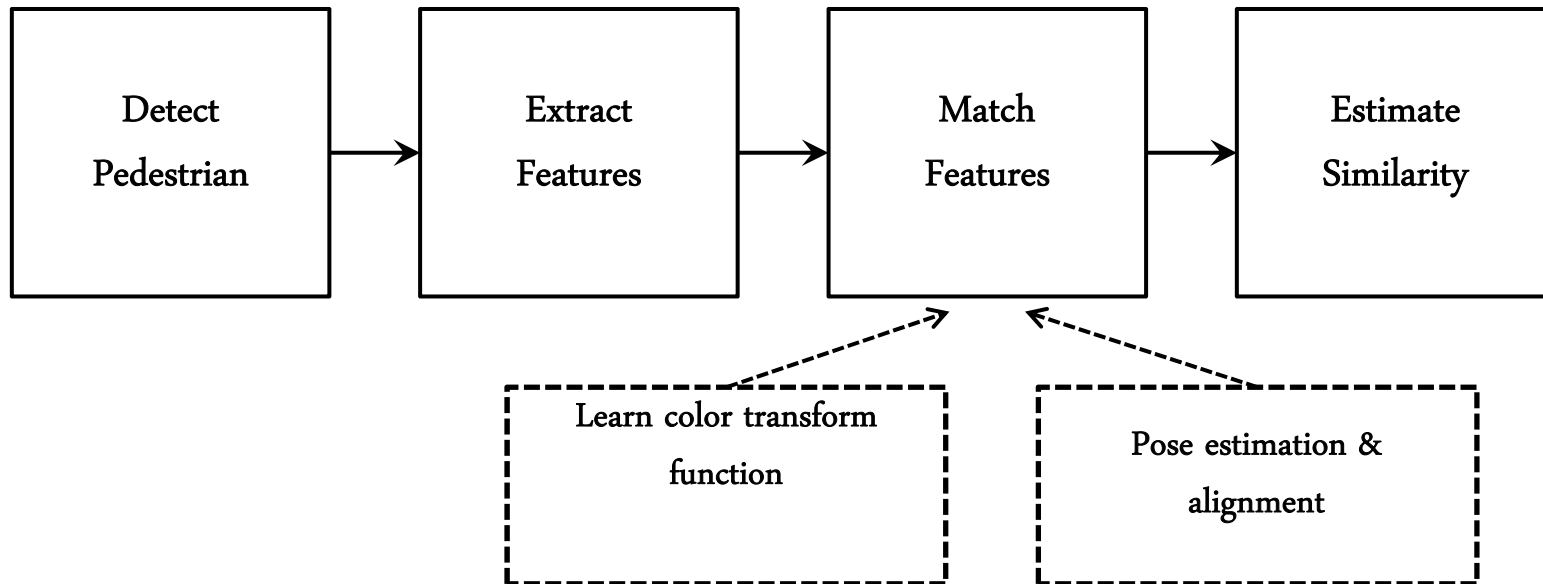 Detect
Pedestrian
Extract
Features
Match
Features
Estimate
Similarity
Learn color transform
function
Pose estimation &
alignment